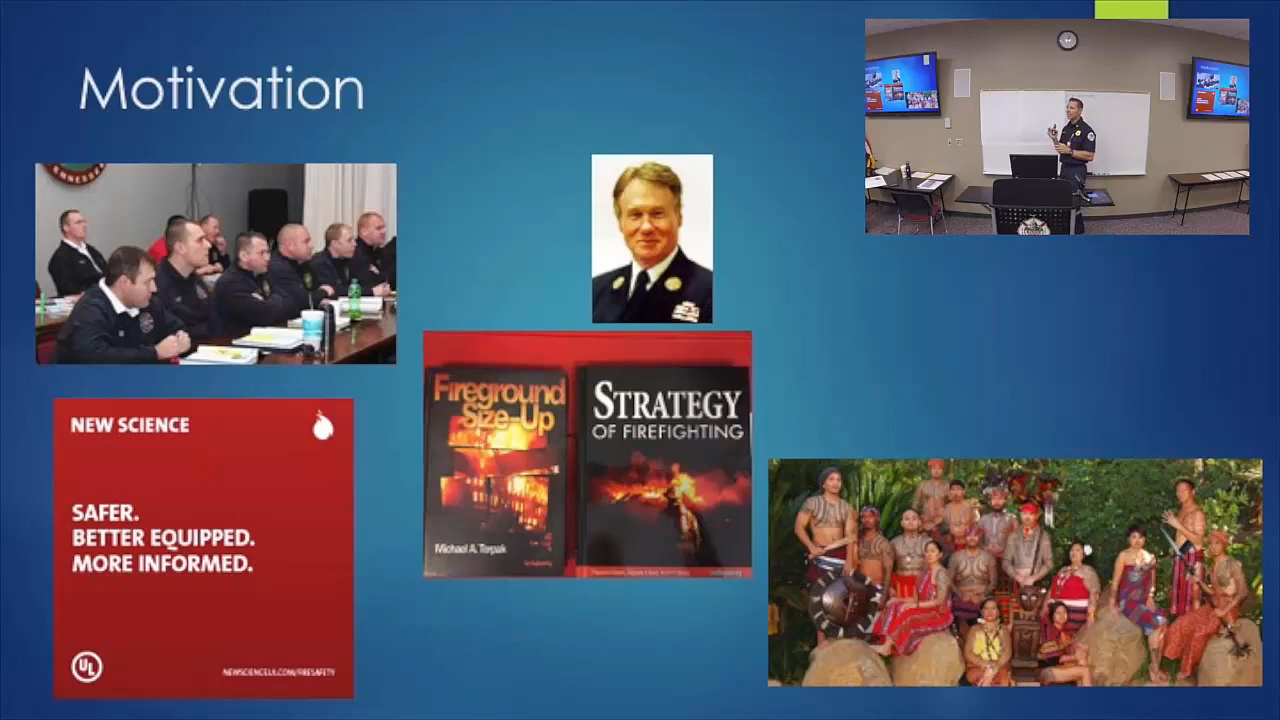 Motivation
NEW SCIENCE
SAFER.
BETTER EQUIPPED.
MORE INFORMED.
UL
NEWSCIENCE.UL.COM/FIRESAFETY
Fireground
Size-Up
Michael A. Terpak
STRATEGY
OF FIREFIGHTING